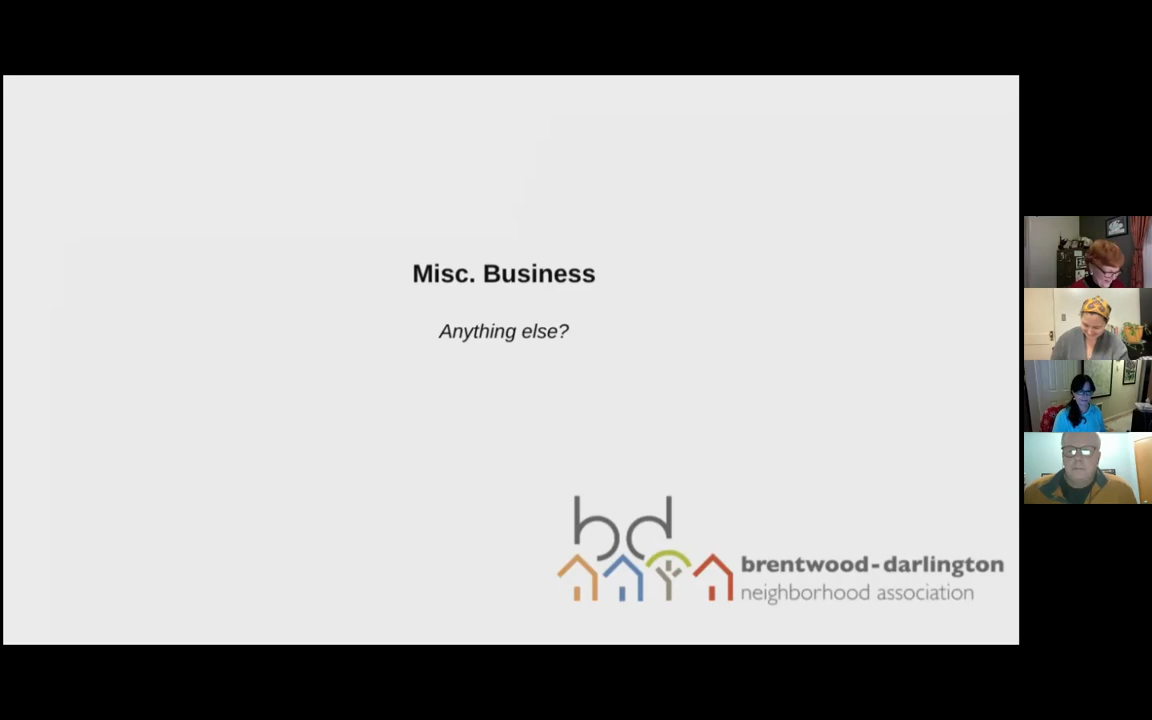 Misc. Business
Anything else?
bd
brentwood-darlington
neighborhood association